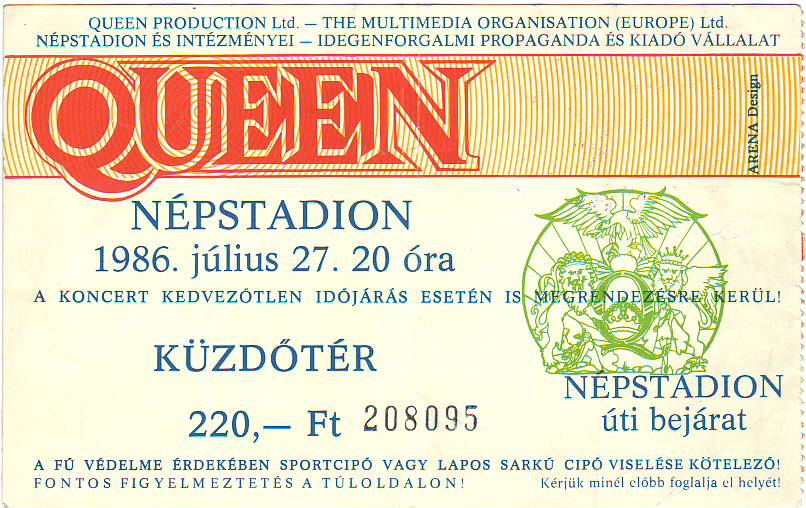 QUEEN PRODUCTION Ltd. — THE MULTIMEDIA ORGANISATION (EUROPE) Ltd.
NÉPSTADION ÉS INTÉZMÉNYEI — IDEGENFORGALMI PROPAGANDA ÉS KIADÓ VÁLLALAT
QUEEN
ARENA Design
NÉPSTADION
1986. július 27. 20 óra
A KONCERT KEDVEZŐTLEN IDŐJÁRÁS ESETÉN IS MEGRENDEZÉSRE KERÜL!
Q
KÜZDŐTÉR
NÉPSTADION
úti bejárat
220,— Ft 208095
A FŰ VÉDELME ÉRDEKÉBEN SPORTCIPŐ VAGY LAPOS SARKÚ CIPŐ VISELÉSE KÖTELEZŐ!
FONTOS FIGYELMEZTETÉS A TÚLOLDALON!
Kérjük minél előbb foglalja el helyét!